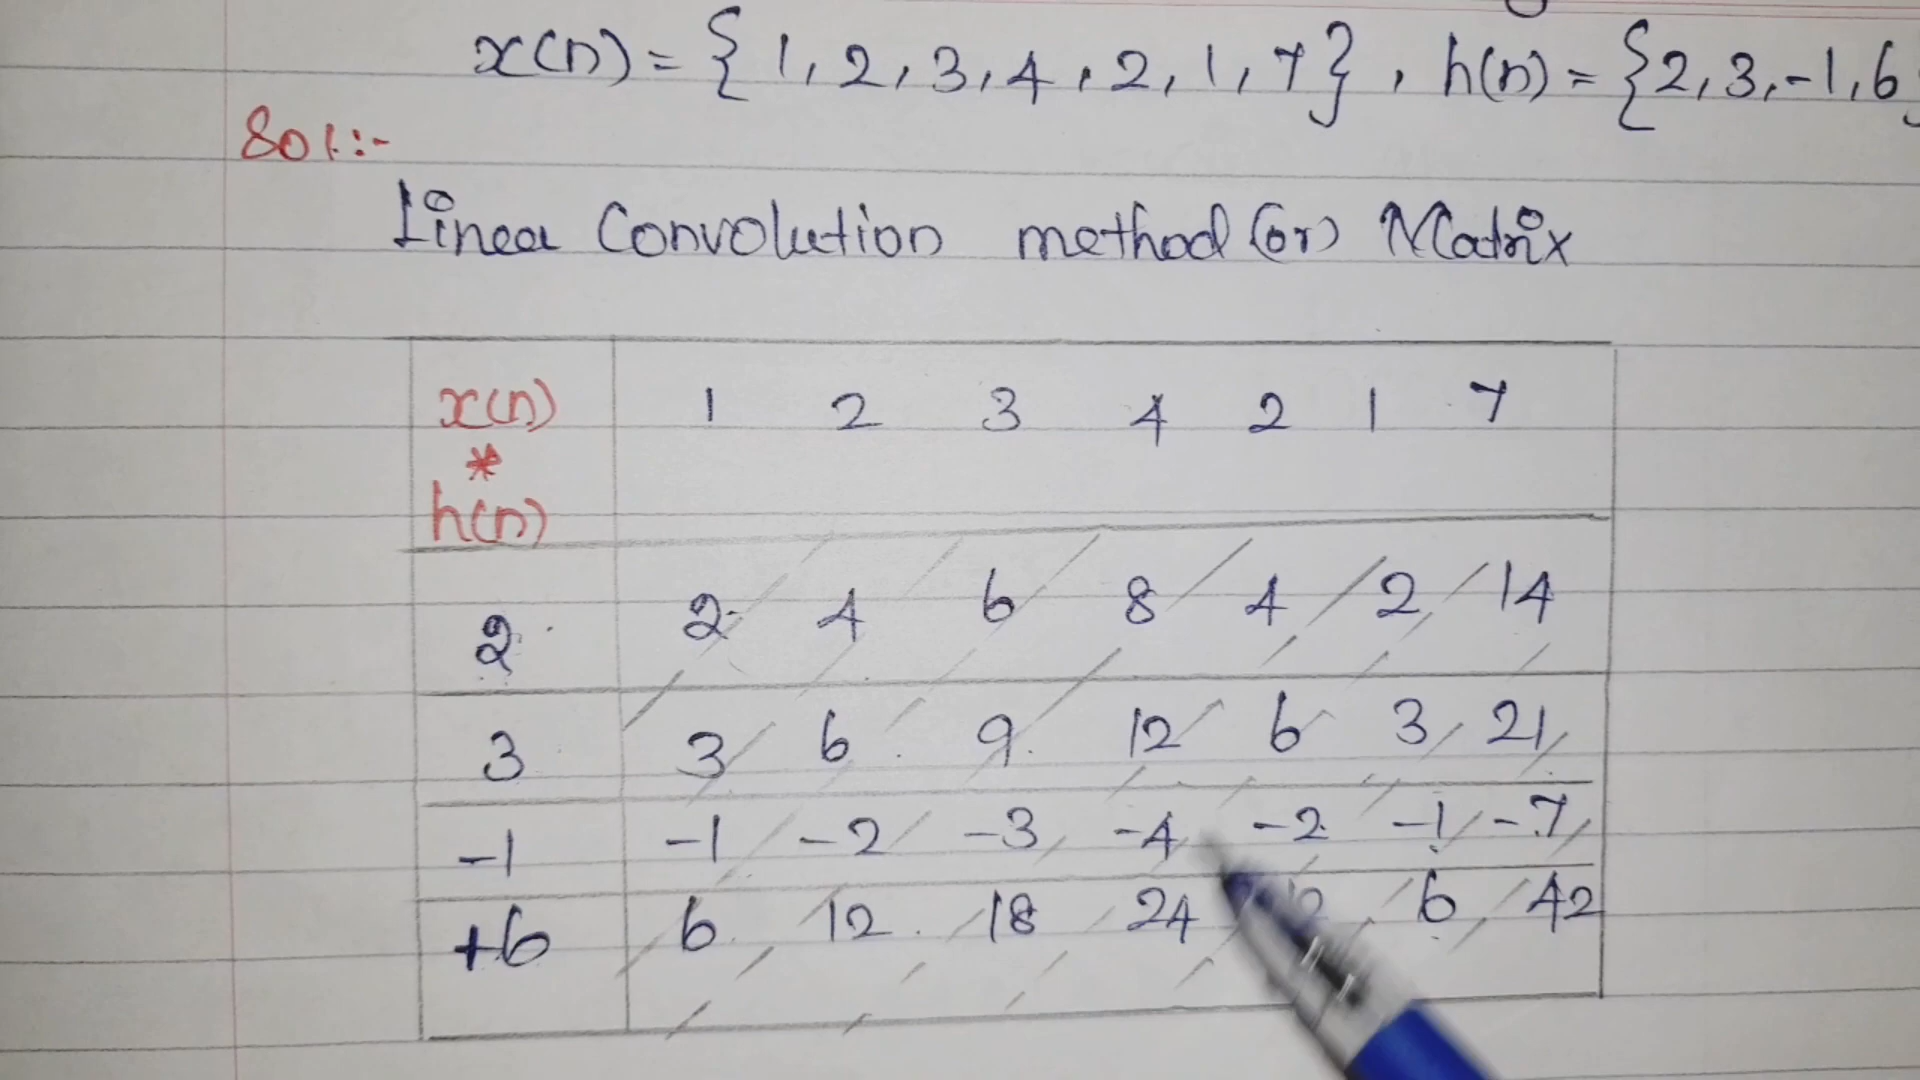 x(n) = {1, 2, 3, 4, 2, 1, 7}, h(n) = {2, 3, -1, 6
Sol:-
Linear Convolution method (or) Matrix
x(n) 1 2 3 4 2 1 7
*
h(n)
2 2 4 6 8 4 2 14
3 3 6 9 12 6 3 21
-1 -1 -2 -3 -4 -2 -1 -7
+6 6 12 18 24 6 42